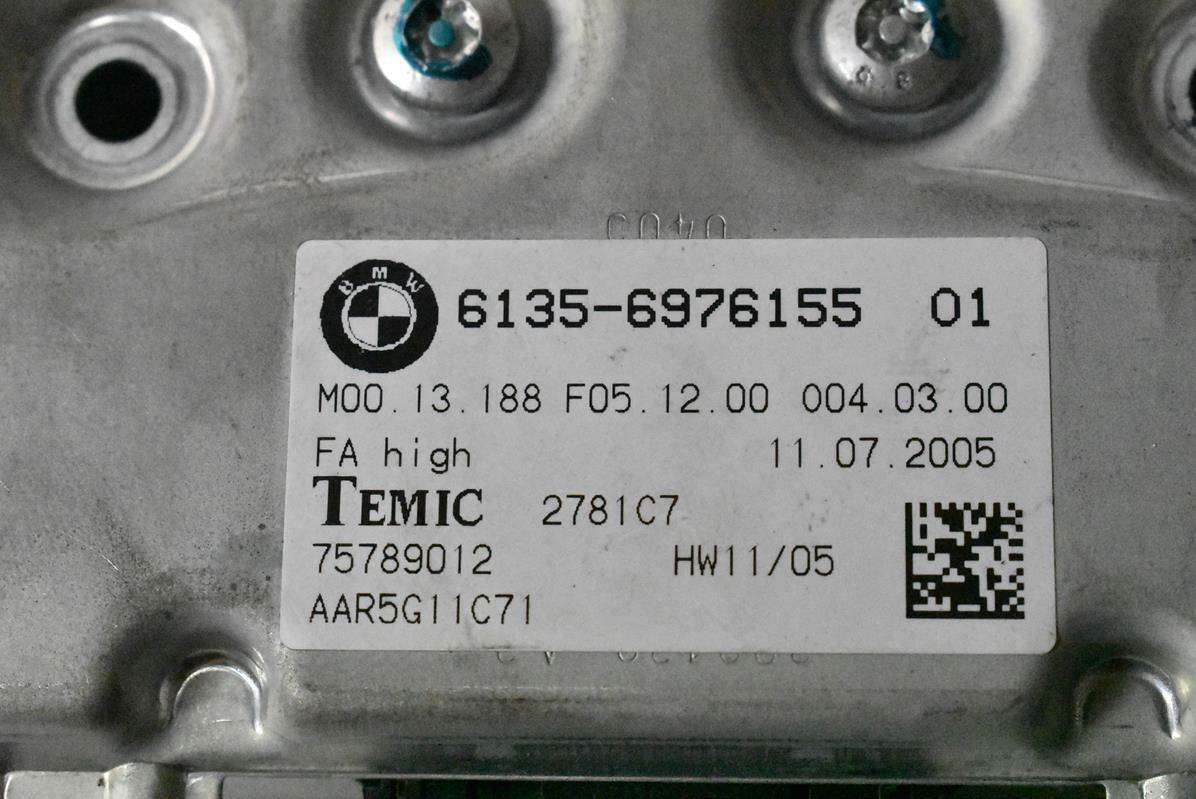 BMW
6135-6976155 01
M00.13.188 F05.12.00 004.03.00
FA high 11.07.2005
TEMIC 2781C7
75789012 HW11/05
AAR5G11C71